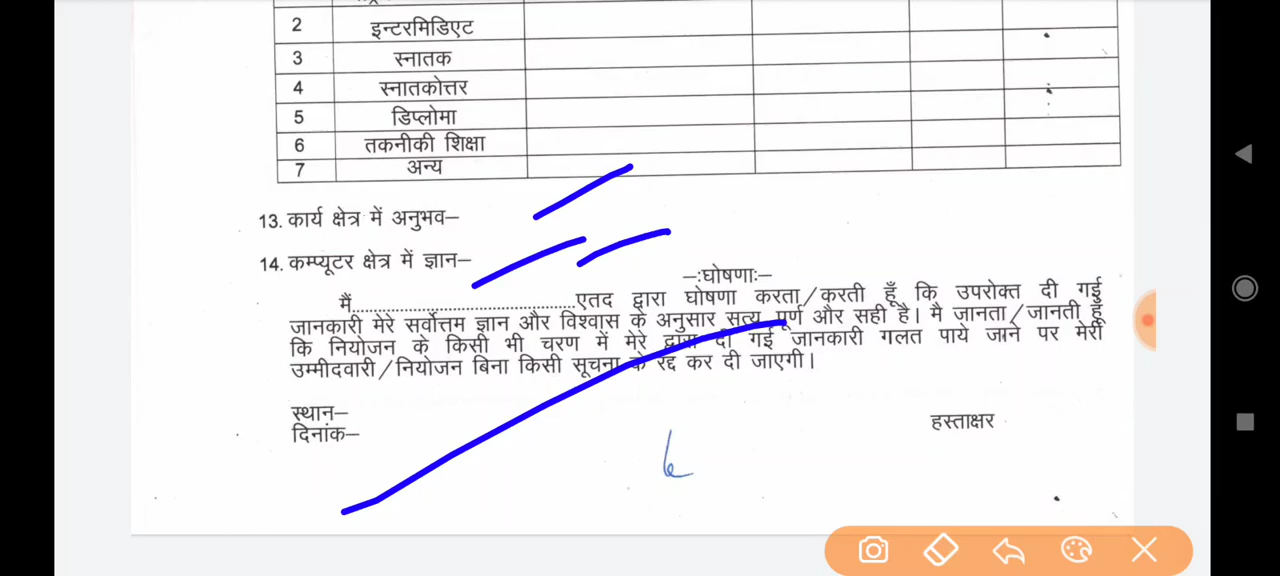 2 इन्टरमिडिएट
3 स्नातक
4 स्नातकोत्तर
5 डिप्लोमा
6 तकनीकी शिक्षा
7 अन्य
13. कार्य क्षेत्र में अनुभव–
14. कम्प्यूटर क्षेत्र में ज्ञान–
–:घोषणाः–
मैं......................................एतद द्वारा घोषणा करता/करती हूँ कि उपरोक्त दी गई
जानकारी मेरे सर्वोत्तम ज्ञान और विश्वास के अनुसार सत्य, पूर्ण और सही है। मै जानता/जानती हूँ
कि नियोजन के किसी भी चरण में मेरे द्वारा दी गई जानकारी गलत पाये जाने पर मेरी
उम्मीदवारी/नियोजन बिना किसी सूचना के रद्द कर दी जाएगी।
स्थान–
दिनांक–
हस्ताक्षर